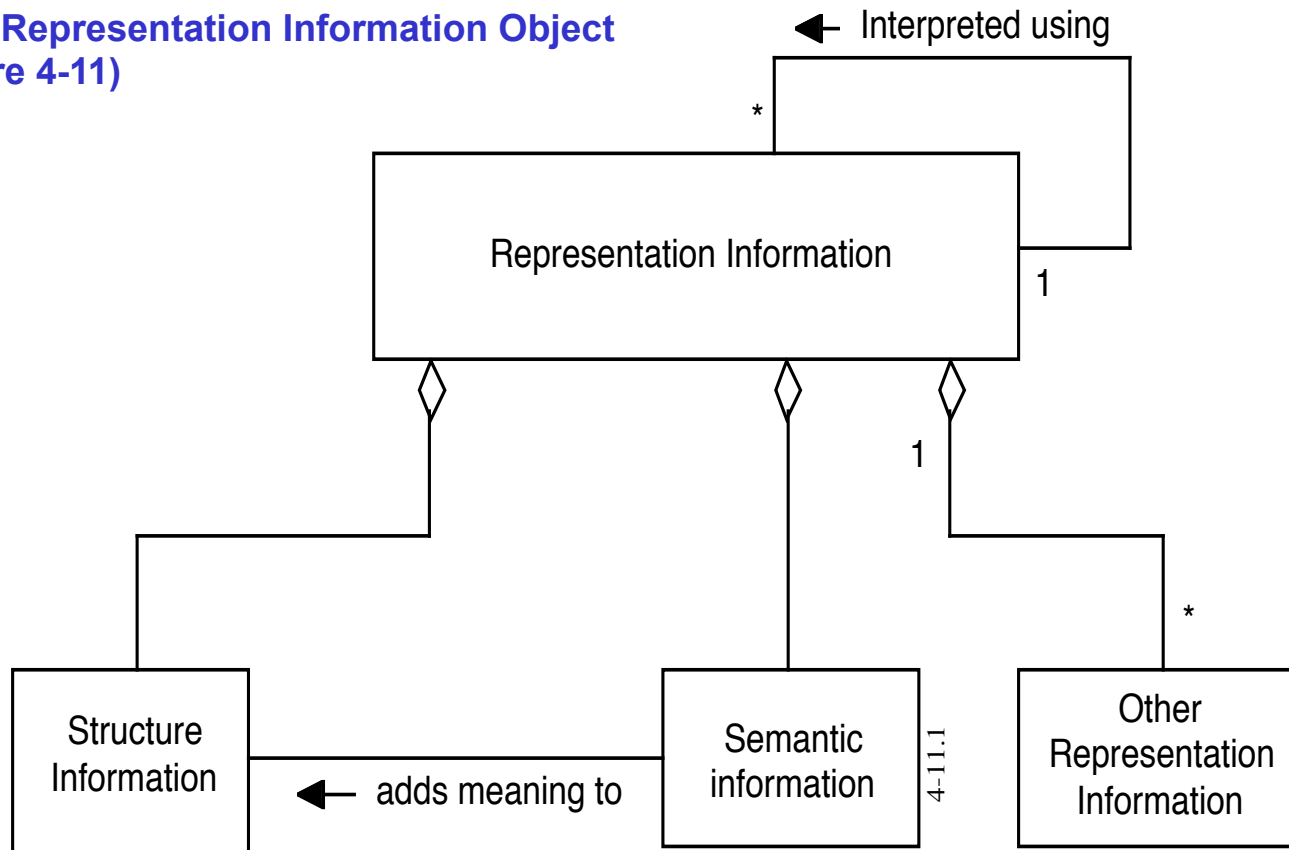 Representation Information Object
re 4-11)
Interpreted using
*
Representation Information
1
1
*
Structure
Information
adds meaning to
Semantic
information
4-11.1
Other
Representation
Information